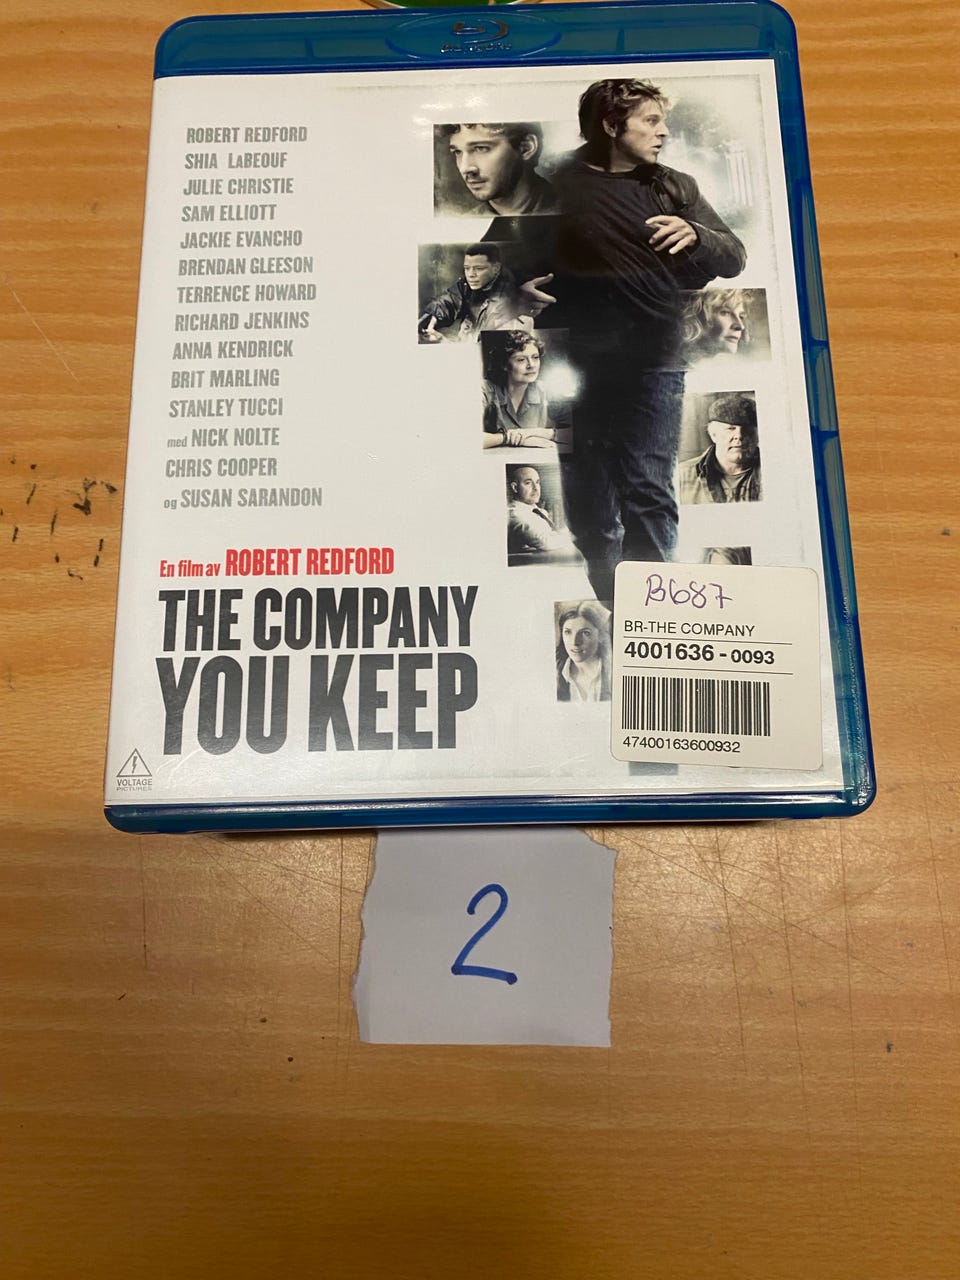 ROBERT REDFORD
SHIA LaBEOUF
JULIE CHRISTIE
SAM ELLIOTT
JACKIE EVANCHO
BRENDAN GLEESON
TERRENCE HOWARD
RICHARD JENKINS
ANNA KENDRICK
BRIT MARLING
STANLEY TUCCI
med NICK NOLTE
CHRIS COOPER
og SUSAN SARANDON
En film av ROBERT REDFORD
THE COMPANY
YOU KEEP
VOLTAGE
PICTURES
B687
BR-THE COMPANY
4001636 - 0093
47400163600932
2